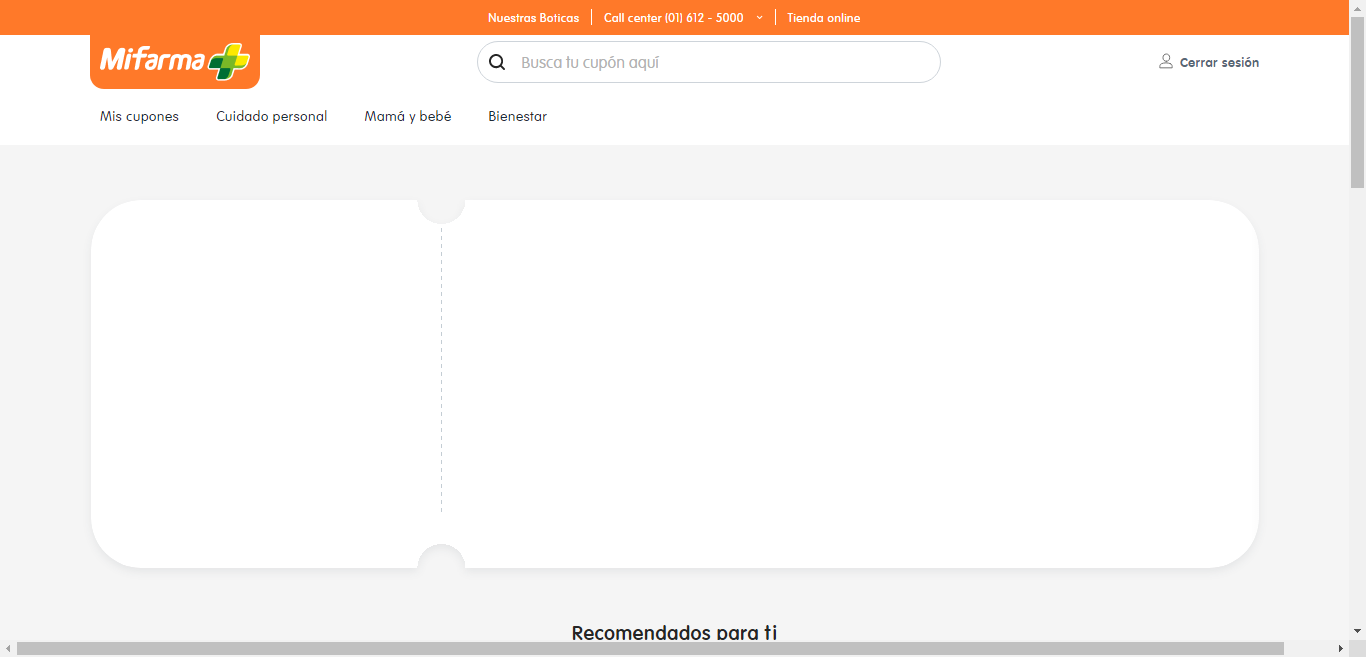 Nuestras Boticas
Call center (01) 612 - 5000
Tienda online
Mifarma
Busca tu cupón aquí
Cerrar sesión
Mis cupones
Cuidado personal
Mamá y bebé
Bienestar
Recomendados para ti